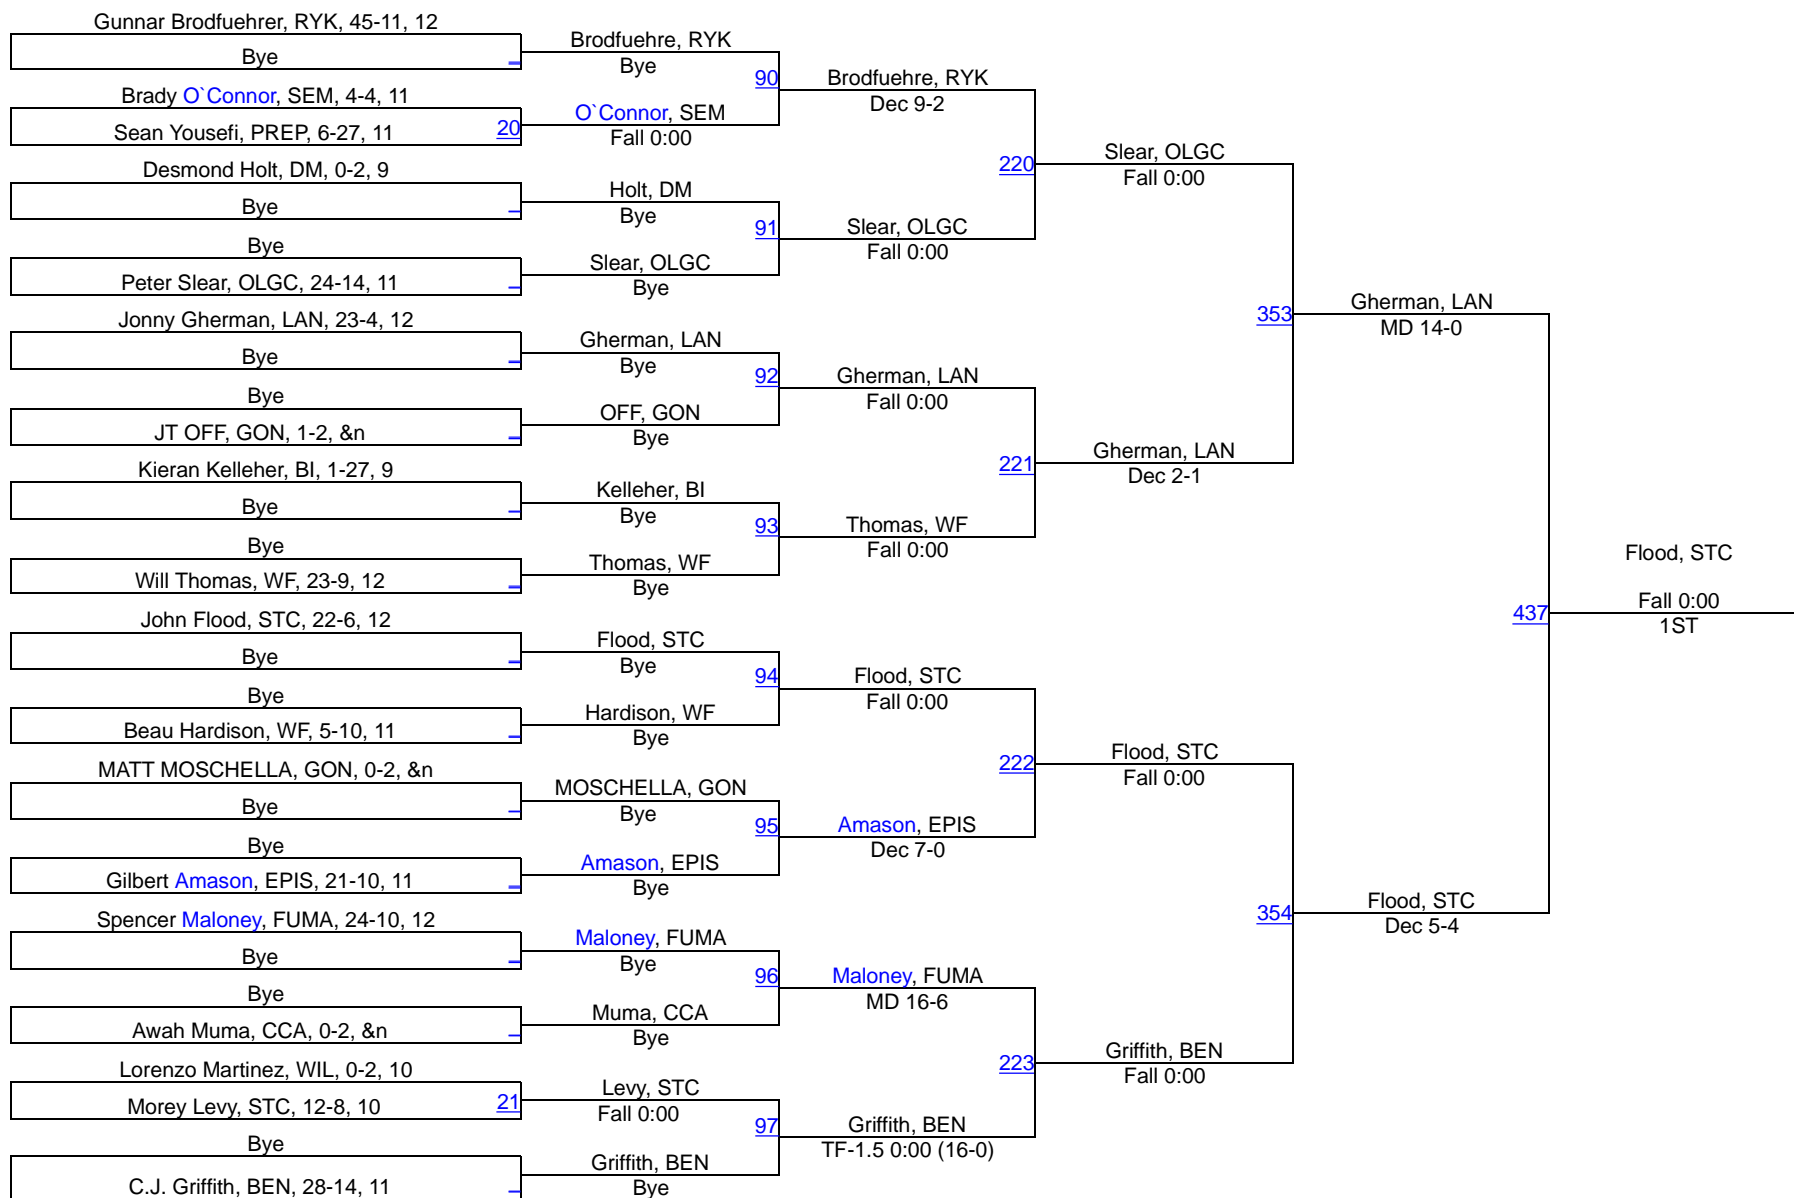 Gunnar Brodfuehrer, RYK, 45-11, 12
Bye
Brady O`Connor, SEM, 4-4, 11
Sean Yousefi, PREP, 6-27, 11
20
Desmond Holt, DM, 0-2, 9
Bye
Bye
Peter Slear, OLGC, 24-14, 11
Jonny Gherman, LAN, 23-4, 12
Bye
Bye
JT OFF, GON, 1-2, &n
Kieran Kelleher, BI, 1-27, 9
Bye
Bye
Will Thomas, WF, 23-9, 12
John Flood, STC, 22-6, 12
Bye
Bye
Beau Hardison, WF, 5-10, 11
MATT MOSCHELLA, GON, 0-2, &n
Bye
Bye
Gilbert Amason, EPIS, 21-10, 11
Spencer Maloney, FUMA, 24-10, 12
Bye
Bye
Awah Muma, CCA, 0-2, &n
Lorenzo Martinez, WIL, 0-2, 10
Morey Levy, STC, 12-8, 10
21
Bye
C.J. Griffith, BEN, 28-14, 11
Brodfuehre, RYK
Bye
90
O`Connor, SEM
Fall 0:00
Holt, DM
Bye
91
Slear, OLGC
Bye
Gherman, LAN
Bye
92
OFF, GON
Bye
Kelleher, BI
Bye
93
Thomas, WF
Bye
Flood, STC
Bye
94
Hardison, WF
Bye
MOSCHELLA, GON
Bye
95
Amason, EPIS
Bye
Maloney, FUMA
Bye
96
Muma, CCA
Bye
Levy, STC
Fall 0:00
97
Griffith, BEN
Bye
Brodfuehre, RYK
Dec 9-2
220
Slear, OLGC
Fall 0:00
Gherman, LAN
Fall 0:00
221
Thomas, WF
Fall 0:00
Flood, STC
Fall 0:00
222
Amason, EPIS
Dec 7-0
Maloney, FUMA
MD 16-6
223
Griffith, BEN
TF-1.5 0:00 (16-0)
Slear, OLGC
Fall 0:00
353
Gherman, LAN
Dec 2-1
Flood, STC
Fall 0:00
354
Griffith, BEN
Fall 0:00
Gherman, LAN
MD 14-0
437
Flood, STC
Dec 5-4
Flood, STC
Fall 0:00
1ST